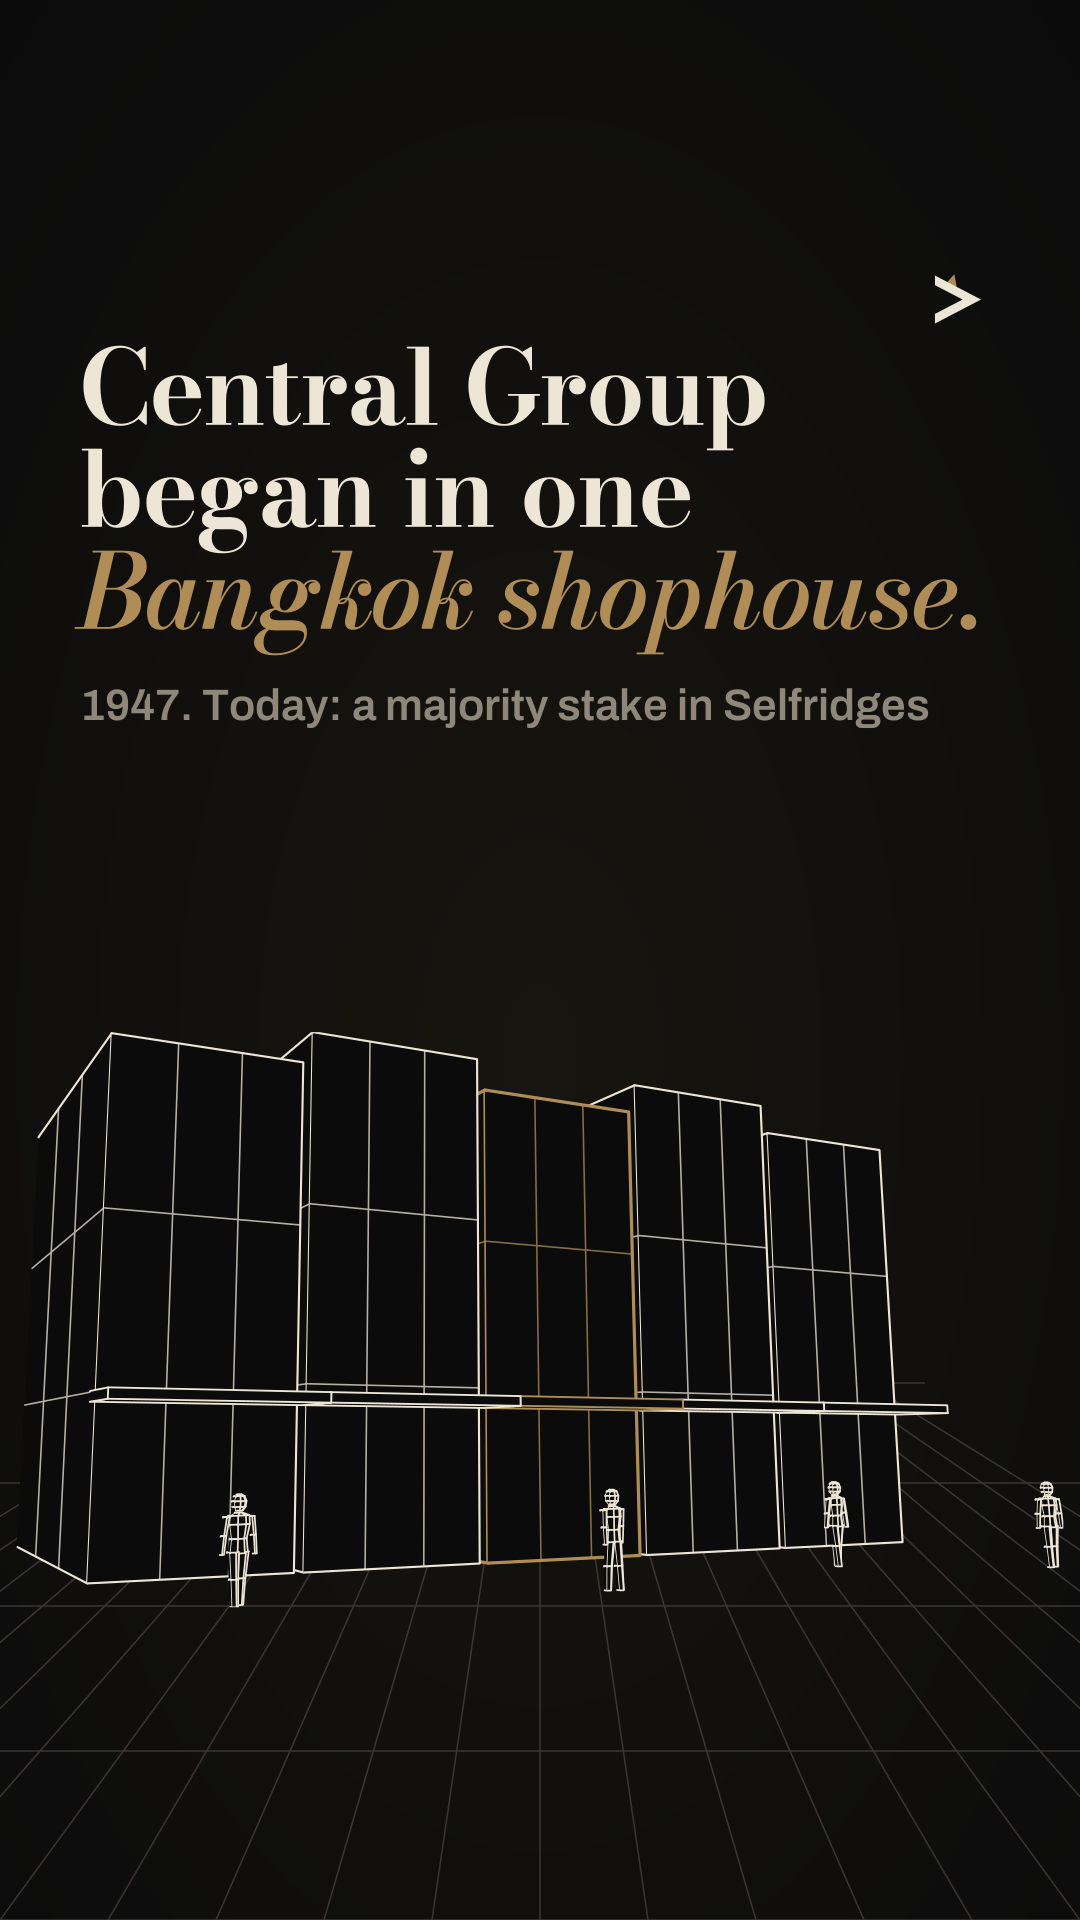 Central Group
began in one
Bangkok shophouse.
1947. Today: a majority stake in Selfridges